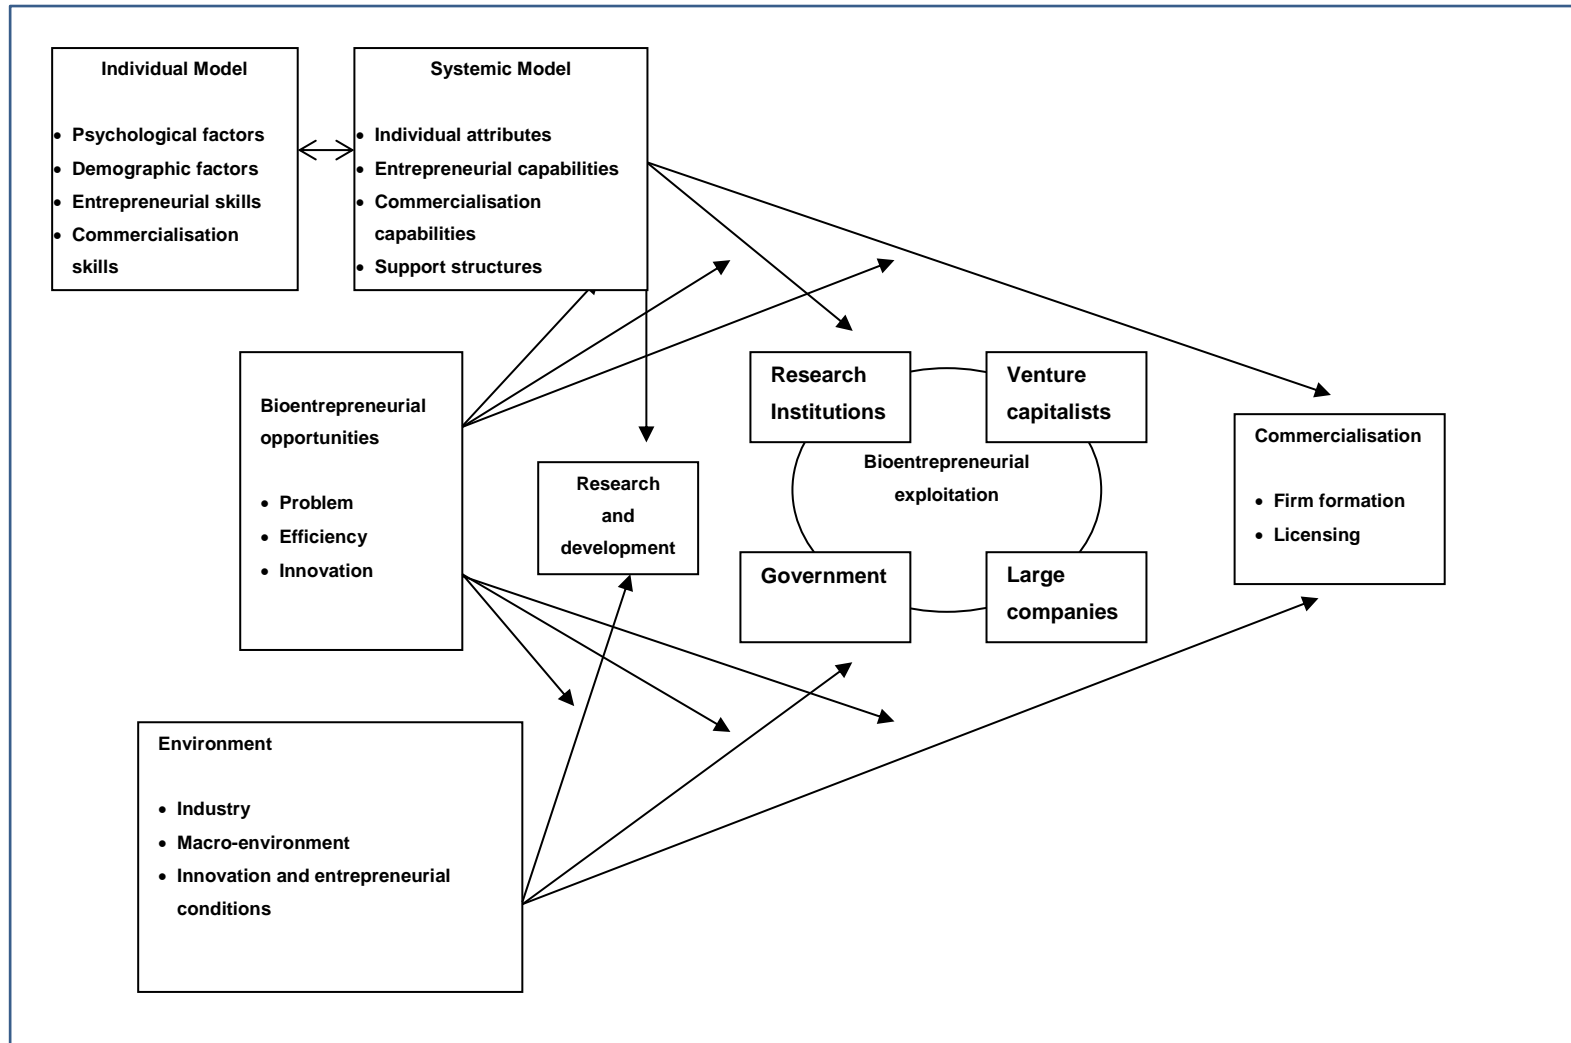 Individual Model
• Psychological factors
• Demographic factors
• Entrepreneurial skills
• Commercialisation
skills
Systemic Model
• Individual attributes
• Entrepreneurial capabilities
• Commercialisation
capabilities
• Support structures
Bioentrepreneurial
opportunities
• Problem
• Efficiency
• Innovation
Research
and
development
Research
Institutions
Venture
capitalists
Bioentrepreneurial
exploitation
Government
Large
companies
Commercialisation
• Firm formation
• Licensing
Environment
• Industry
• Macro-environment
• Innovation and entrepreneurial
conditions